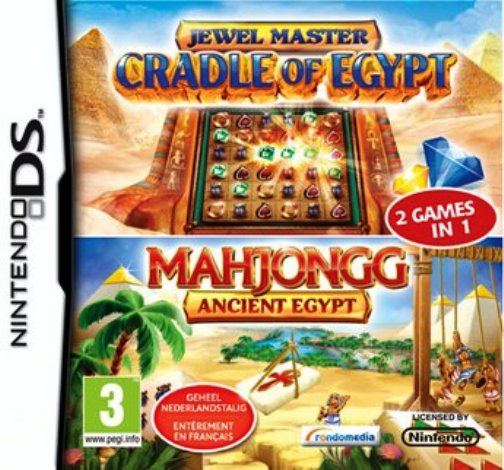 NINTENDO DS™
JEWEL MASTER
CRADLE OF EGYPT
2 GAMES
IN 1
MAHJONGG
ANCIENT EGYPT
3
www.pegi.info
GEHEEL
NEDERLANDSTALIG
ENTIÈREMENT
EN FRANÇAIS
rondomedia
LICENSED BY
Nintendo